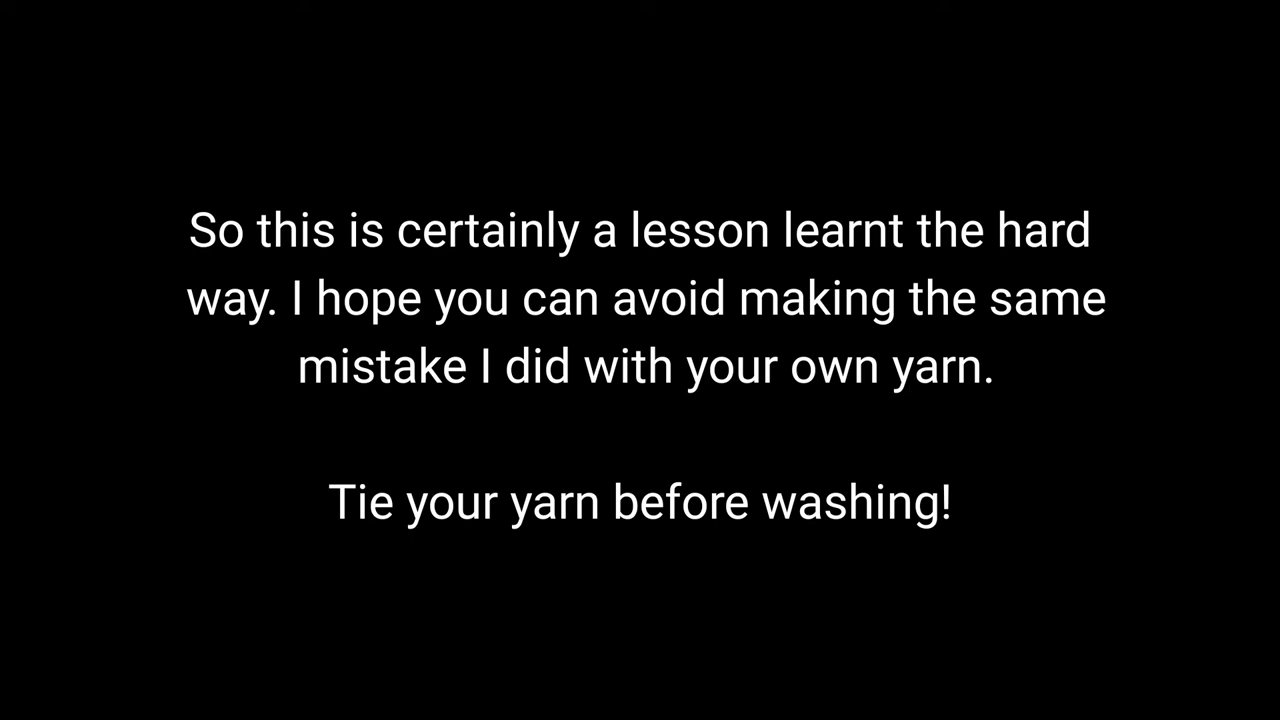 So this is certainly a lesson learnt the hard
way. I hope you can avoid making the same
mistake I did with your own yarn.
Tie your yarn before washing!